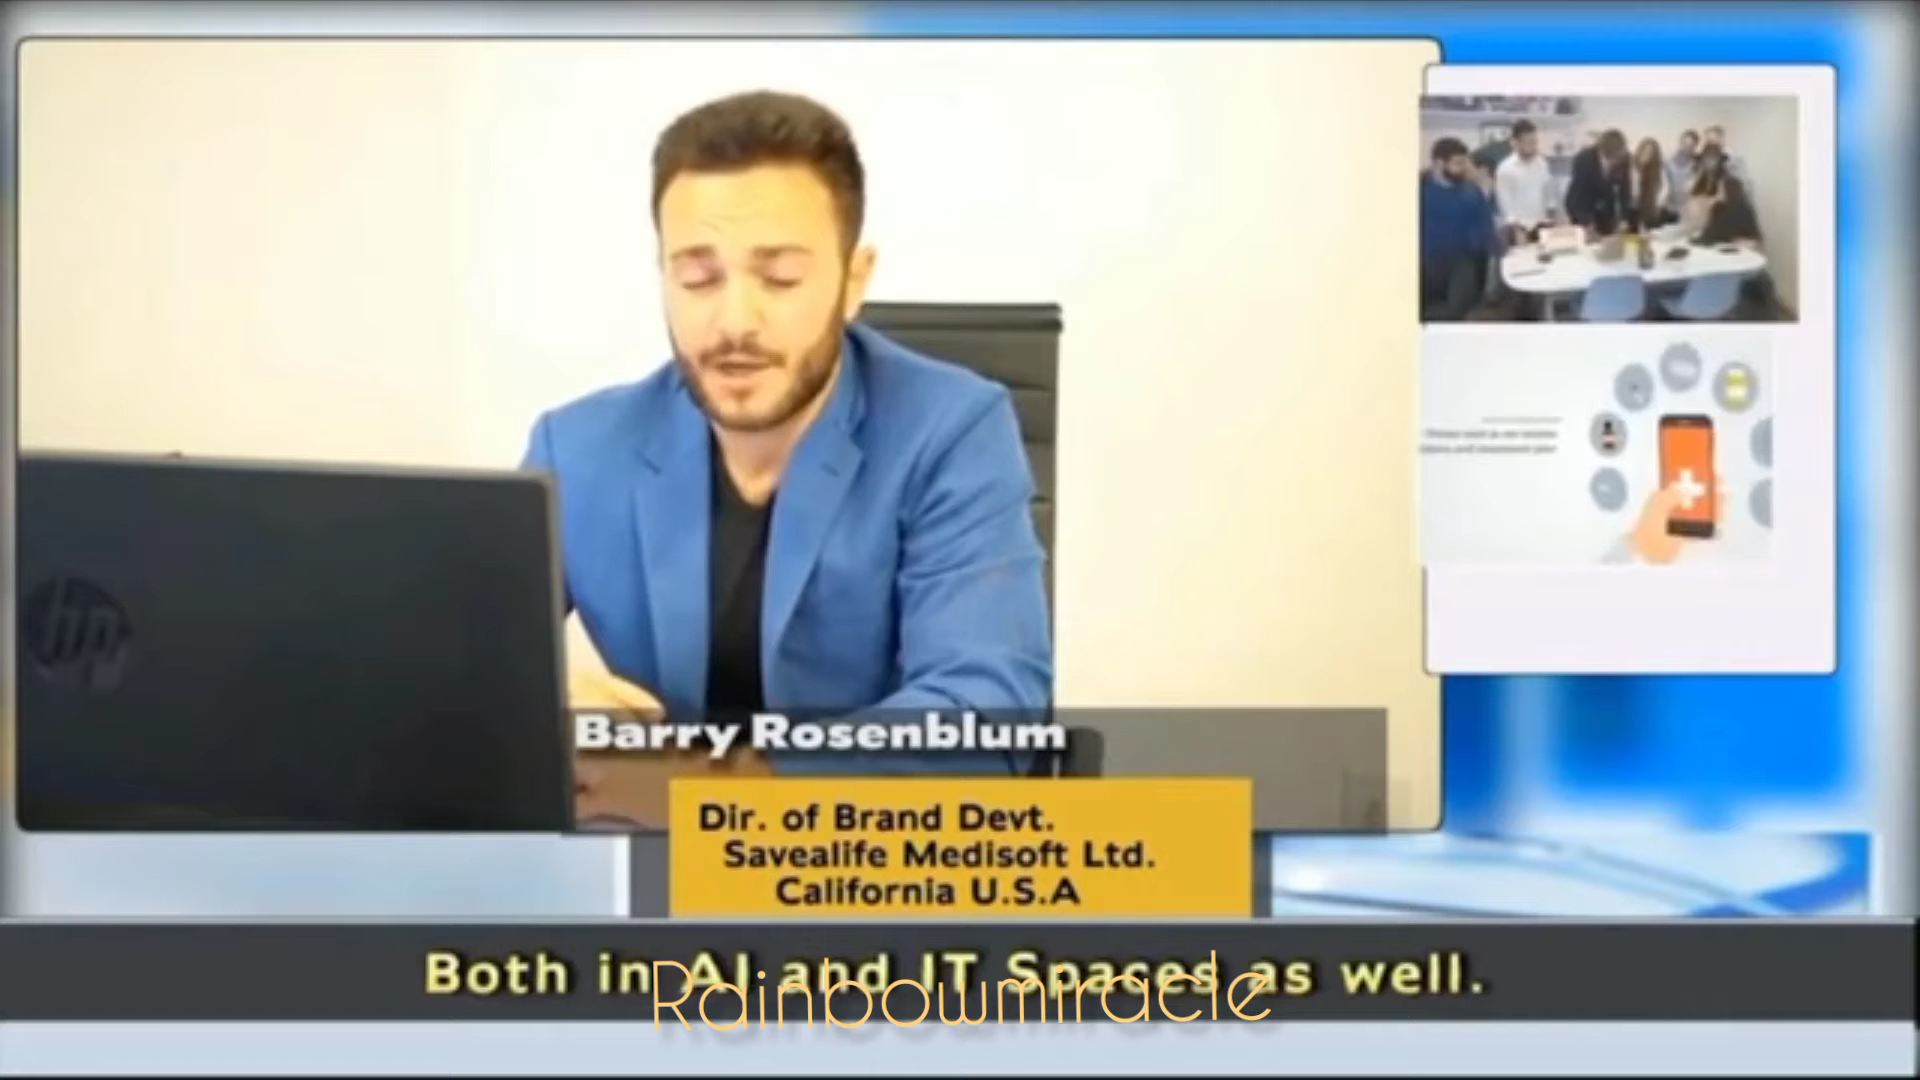 hp
Barry Rosenblum
Dir. of Brand Devt.
Savealife Medisoft Ltd.
California U.S.A
Both in AI and IT Spaces as well.
Rainbowmiracle